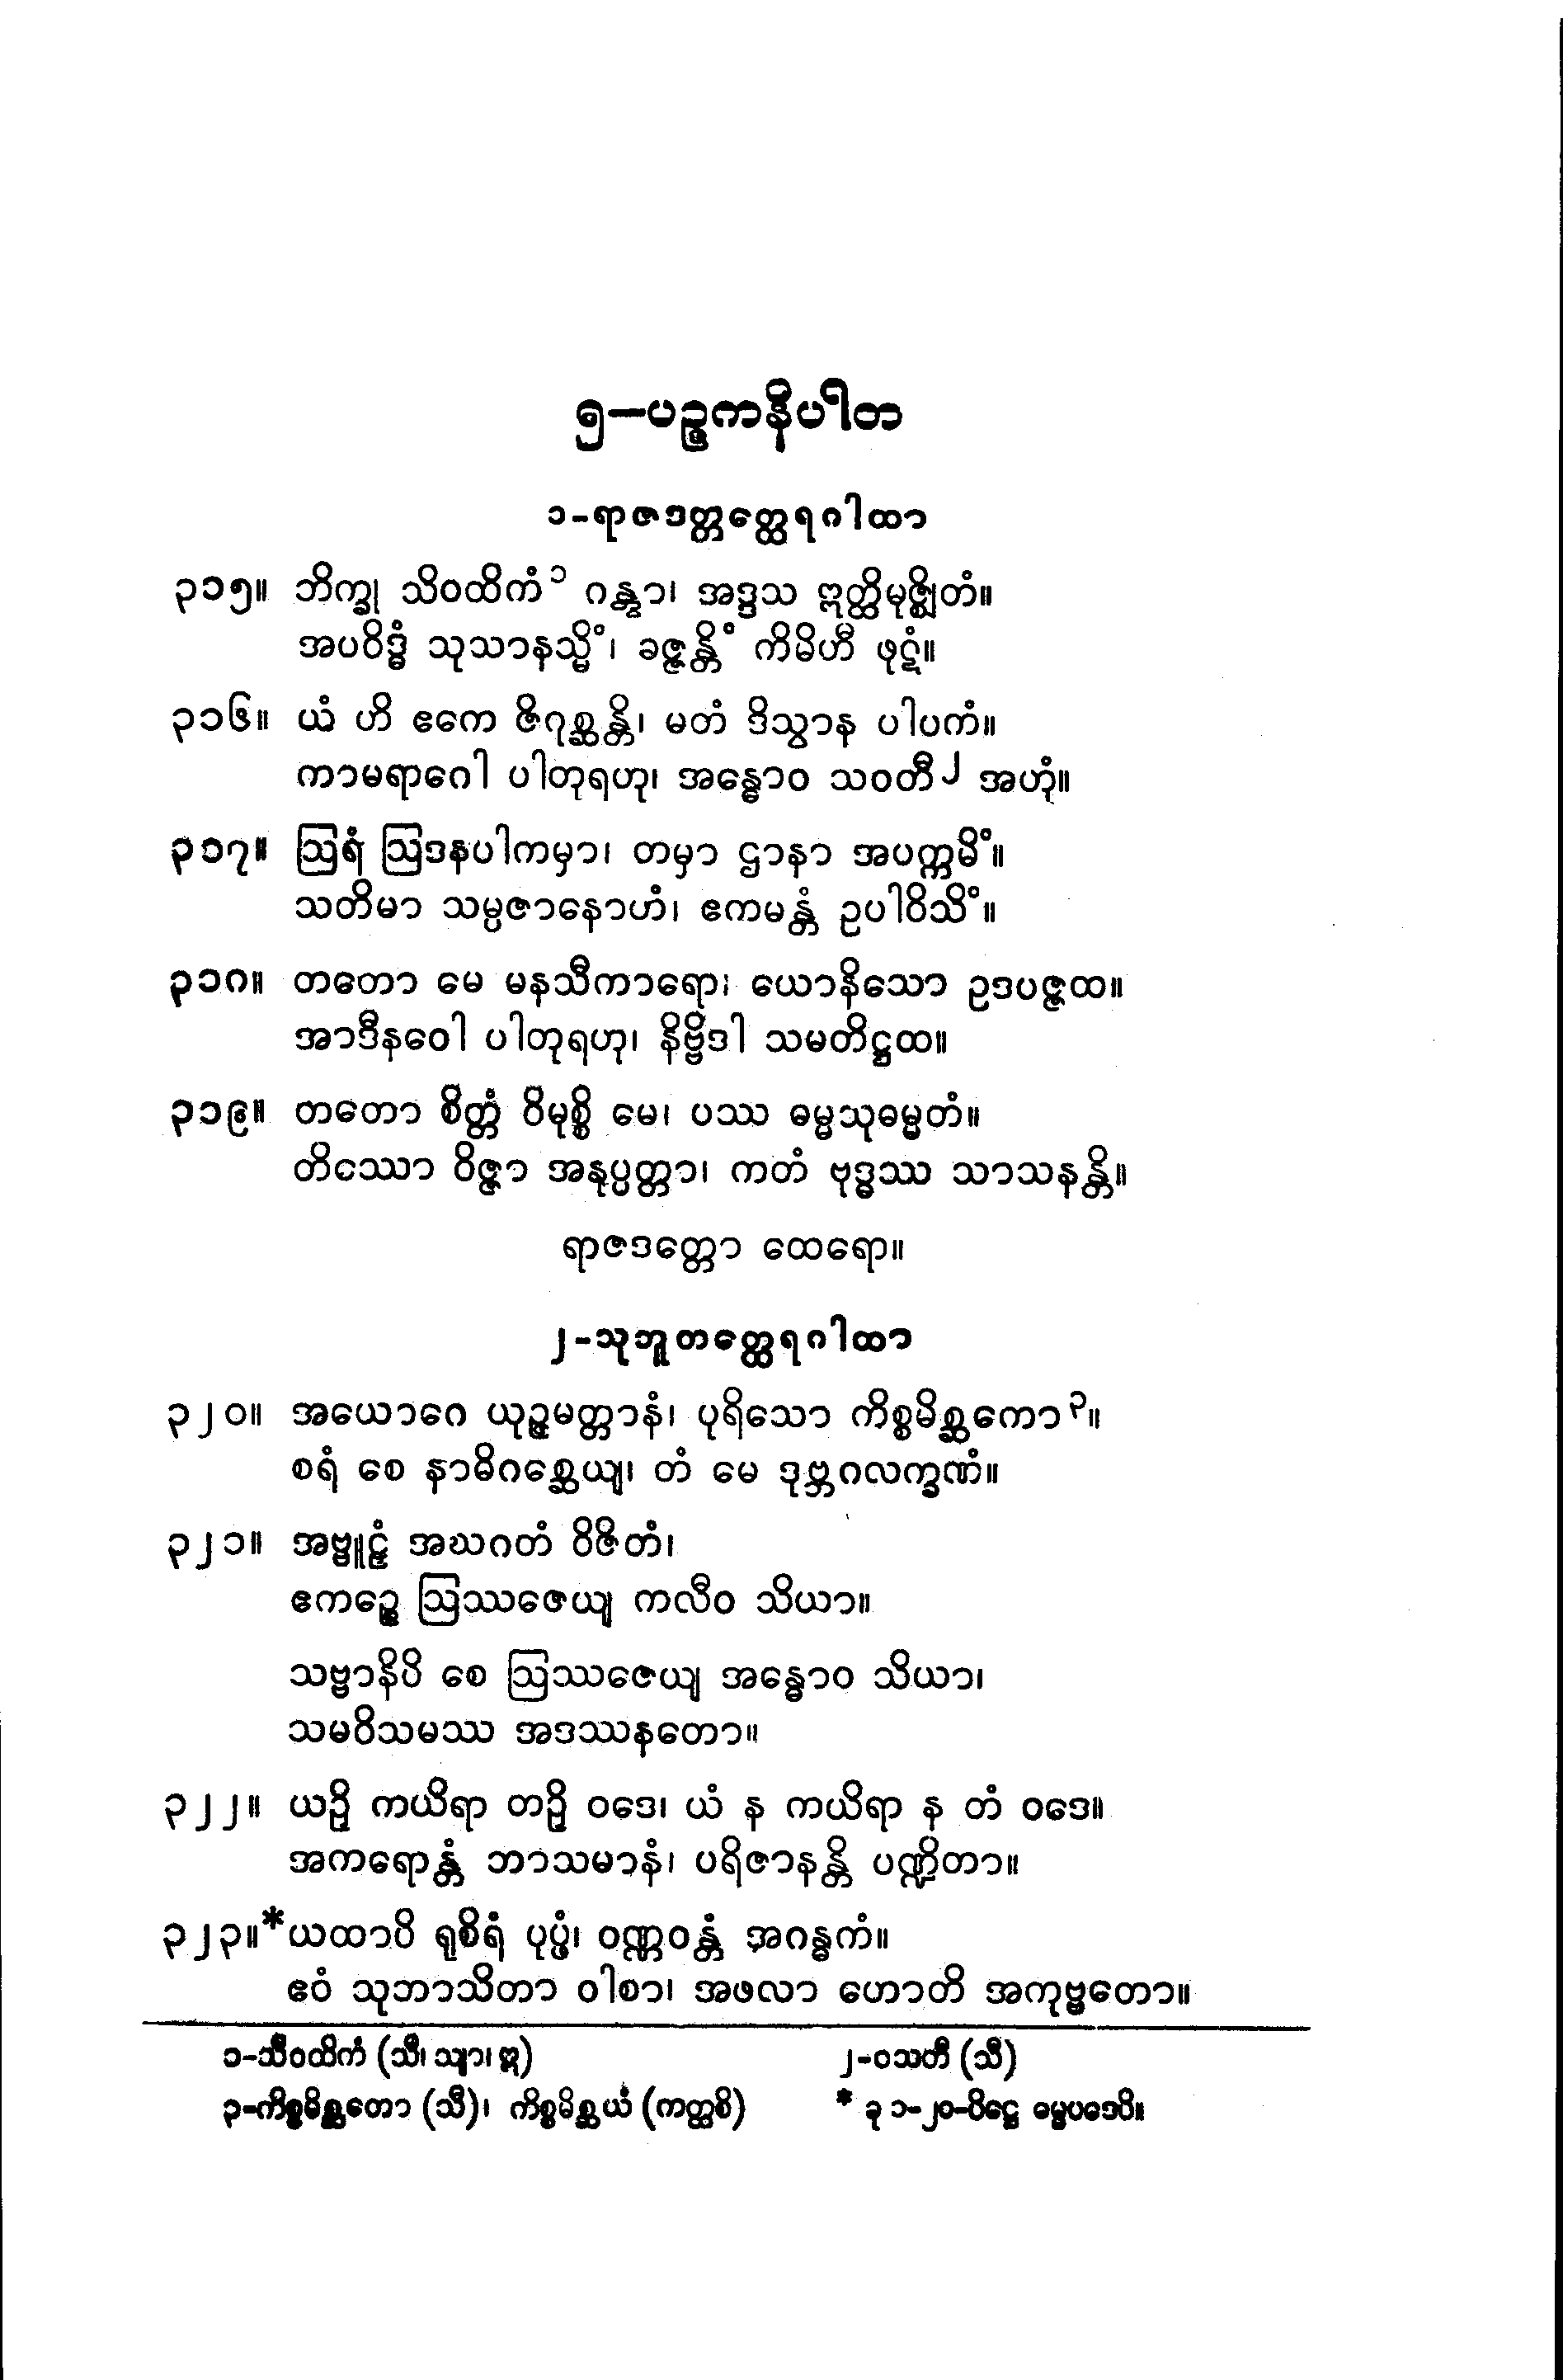 ၅–ပဉ္စကနိပါတ
၁-ရာဇဒတ္တတ္ထေရဂါထာ
၃၁၅။ ဘိက္ခု သိဝထိကံ၁ ဂန္တွာ၊ အဒ္ဒသ ဣတ္ထိမုဇ္ဈိတံ။
အပဝိဒ္ဓံ သုသာနသ္မိံ၊ ခဇ္ဇန္တိံ ကိမိဟီ ဖုဋံ။
၃၁၆။ ယံ ဟိ ဧကေ ဇိဂုစ္ဆန္တိ၊ မတံ ဒိသွာန ပါပကံ။
ကာမရာဂေါ ပါတုရဟု၊ အန္ဓောဝ သဝတီ၂ အဟုံ။
၃၁၇။ ဩရံ ဩဒနပါကမှာ၊ တမှာ ဌာနာ အပက္ကမိံ။
သတိမာ သမ္ပဇာနောဟံ၊ ဧကမန္တံ ဥပါဝိသိံ။
၃၁၈။ တတော မေ မနသီကာရော၊ ယောနိသော ဥဒပဇ္ဇထ။
အာဒီနဝေါ ပါတုရဟု၊ နိဗ္ဗိဒါ သမတိဋ္ဌထ။
၃၁၉။ တတော စိတ္တံ ဝိမုစ္စိ မေ၊ ပဿ ဓမ္မသုဓမ္မတံ။
တိဿော ဝိဇ္ဇာ အနုပ္ပတ္တာ၊ ကတံ ဗုဒ္ဓဿ သာသနန္တိ။
ရာဇဒတ္တော ထေရော။
၂-သုဘူတတ္ထေရဂါထာ
၃၂၀။ အယောဂေ ယုဉ္ဇမတ္တာနံ၊ ပုရိသော ကိစ္စမိစ္ဆကော၃။
စရံ စေ နာဓိဂစ္ဆေယျ၊ တံ မေ ဒုဗ္ဘဂလက္ခဏံ။
၃၂၁။ အဗ္ဗူဠှံ အဃဂတံ ဝိဇိတံ၊
ဧကဉ္စေ ဩဿဇေယျ ကလီဝ သိယာ။
သဗ္ဗာနိပိ စေ ဩဿဇေယျ အန္ဓောဝ သိယာ၊
သမဝိသမဿ အဒဿနတော။
၃၂၂။ ယဉှိ ကယိရာ တဉှိ ဝဒေ၊ ယံ န ကယိရာ န တံ ဝဒေ။
အကရောန္တံ ဘာသမာနံ၊ ပရိဇာနန္တိ ပဏ္ဍိတာ။
၃၂၃။*ယထာပိ ရုစိရံ ပုပ္ဖံ၊ ဝဏ္ဏဝန္တံ အဂန္ဓကံ။
ဧဝံ သုဘာသိတာ ဝါစာ၊ အဖလာ ဟောတိ အကုဗ္ဗတော။
၁-သီဝထိကံ (သီ၊ သျာ၊ ဣ) ၂-ဝသတီ (သီ)
၃-ကိစ္စမိစ္ဆတော (သီ)၊ ကိစ္စမိစ္ဆယံ (ကတ္ထစိ) * ခု ၁-၂၀-ပိဋ္ဌေ ဓမ္မပဒေပိ။